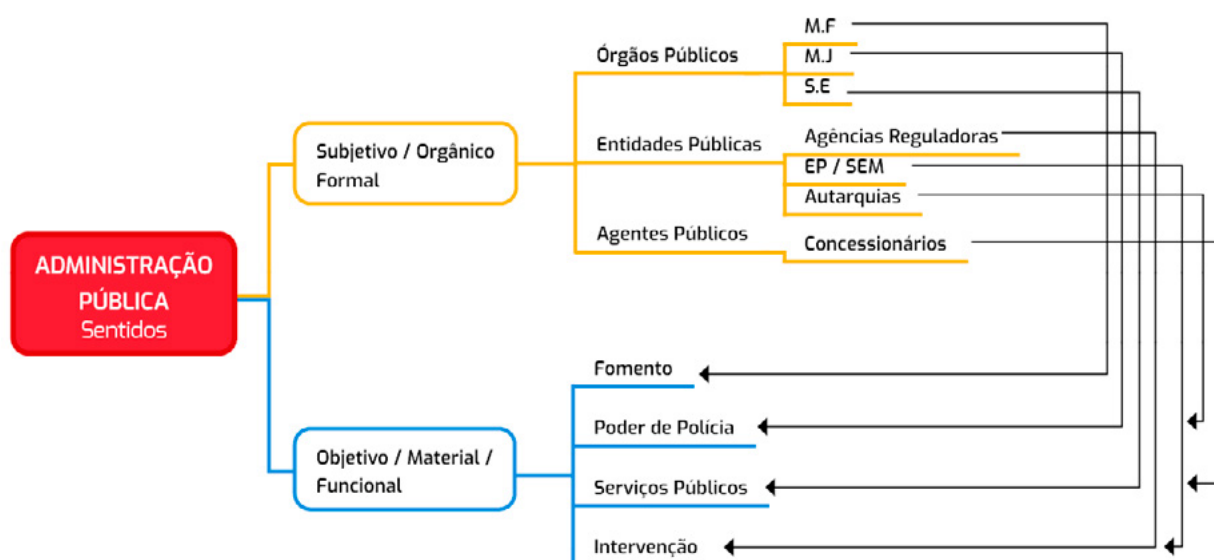 ADMINISTRAÇÃO
PÚBLICA
Sentidos
Subjetivo / Orgânico
Formal
Órgãos Públicos
M.F
M.J
S.E
Entidades Públicas
Agências Reguladoras
EP / SEM
Autarquias
Agentes Públicos
Concessionários
Objetivo / Material /
Funcional
Fomento
Poder de Polícia
Serviços Públicos
Intervenção